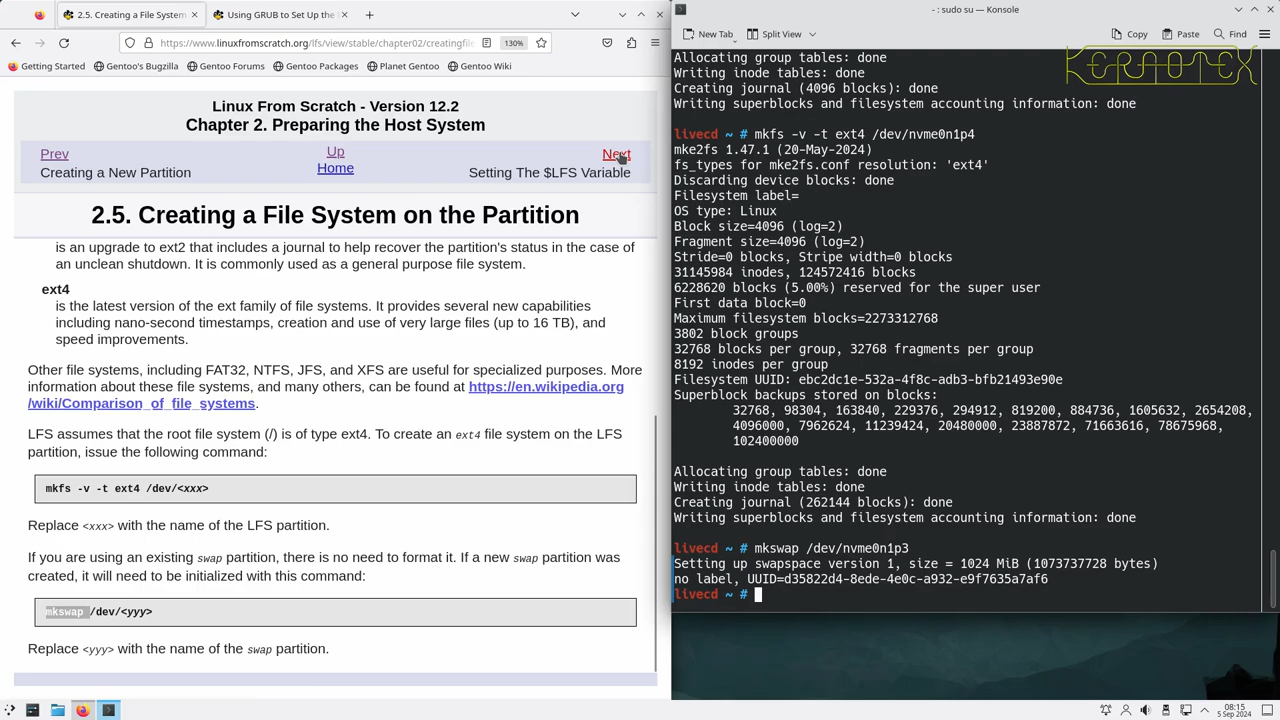 2.5. Creating a File System
Using GRUB to Set Up the
https://www.linuxfromscratch.org/lfs/view/stable/chapter02/creatingfile
130%
Getting Started
Gentoo's Bugzilla
Gentoo Forums
Gentoo Packages
Planet Gentoo
Gentoo Wiki
Linux From Scratch - Version 12.2
Chapter 2. Preparing the Host System
Prev
Up
Next
Creating a New Partition
Home
Setting The $LFS Variable
2.5. Creating a File System on the Partition
is an upgrade to ext2 that includes a journal to help recover the partition's status in the case of
an unclean shutdown. It is commonly used as a general purpose file system.
ext4
is the latest version of the ext family of file systems. It provides several new capabilities
including nano-second timestamps, creation and use of very large files (up to 16 TB), and
speed improvements.
Other file systems, including FAT32, NTFS, JFS, and XFS are useful for specialized purposes. More
information about these file systems, and many others, can be found at https://en.wikipedia.org
/wiki/Comparison_of_file_systems.
LFS assumes that the root file system (/) is of type ext4. To create an ext4 file system on the LFS
partition, issue the following command:
mkfs -v -t ext4 /dev/<xxx>
Replace <xxx> with the name of the LFS partition.
If you are using an existing swap partition, there is no need to format it. If a new swap partition was
created, it will need to be initialized with this command:
mkswap /dev/<yyy>
Replace <yyy> with the name of the swap partition.
- : sudo su — Konsole
New Tab
Split View
Copy
Paste
Find
KERNOTEX
Allocating group tables: done
Writing inode tables: done
Creating journal (4096 blocks): done
Writing superblocks and filesystem accounting information: done
livecd ~ # mkfs -v -t ext4 /dev/nvme0n1p4
mke2fs 1.47.1 (20-May-2024)
fs_types for mke2fs.conf resolution: 'ext4'
Discarding device blocks: done
Filesystem label=
OS type: Linux
Block size=4096 (log=2)
Fragment size=4096 (log=2)
Stride=0 blocks, Stripe width=0 blocks
31145984 inodes, 124572416 blocks
6228620 blocks (5.00%) reserved for the super user
First data block=0
Maximum filesystem blocks=2273312768
3802 block groups
32768 blocks per group, 32768 fragments per group
8192 inodes per group
Filesystem UUID: ebc2dc1e-532a-4f8c-adb3-bfb21493e90e
Superblock backups stored on blocks:
32768, 98304, 163840, 229376, 294912, 819200, 884736, 1605632, 2654208,
4096000, 7962624, 11239424, 20480000, 23887872, 71663616, 78675968,
102400000
Allocating group tables: done
Writing inode tables: done
Creating journal (262144 blocks): done
Writing superblocks and filesystem accounting information: done
livecd ~ # mkswap /dev/nvme0n1p3
Setting up swapspace version 1, size = 1024 MiB (1073737728 bytes)
no label, UUID=d35822d4-8ede-4e0c-a932-e9f7635a7af6
livecd ~ #
08:15
5 Sep 2024